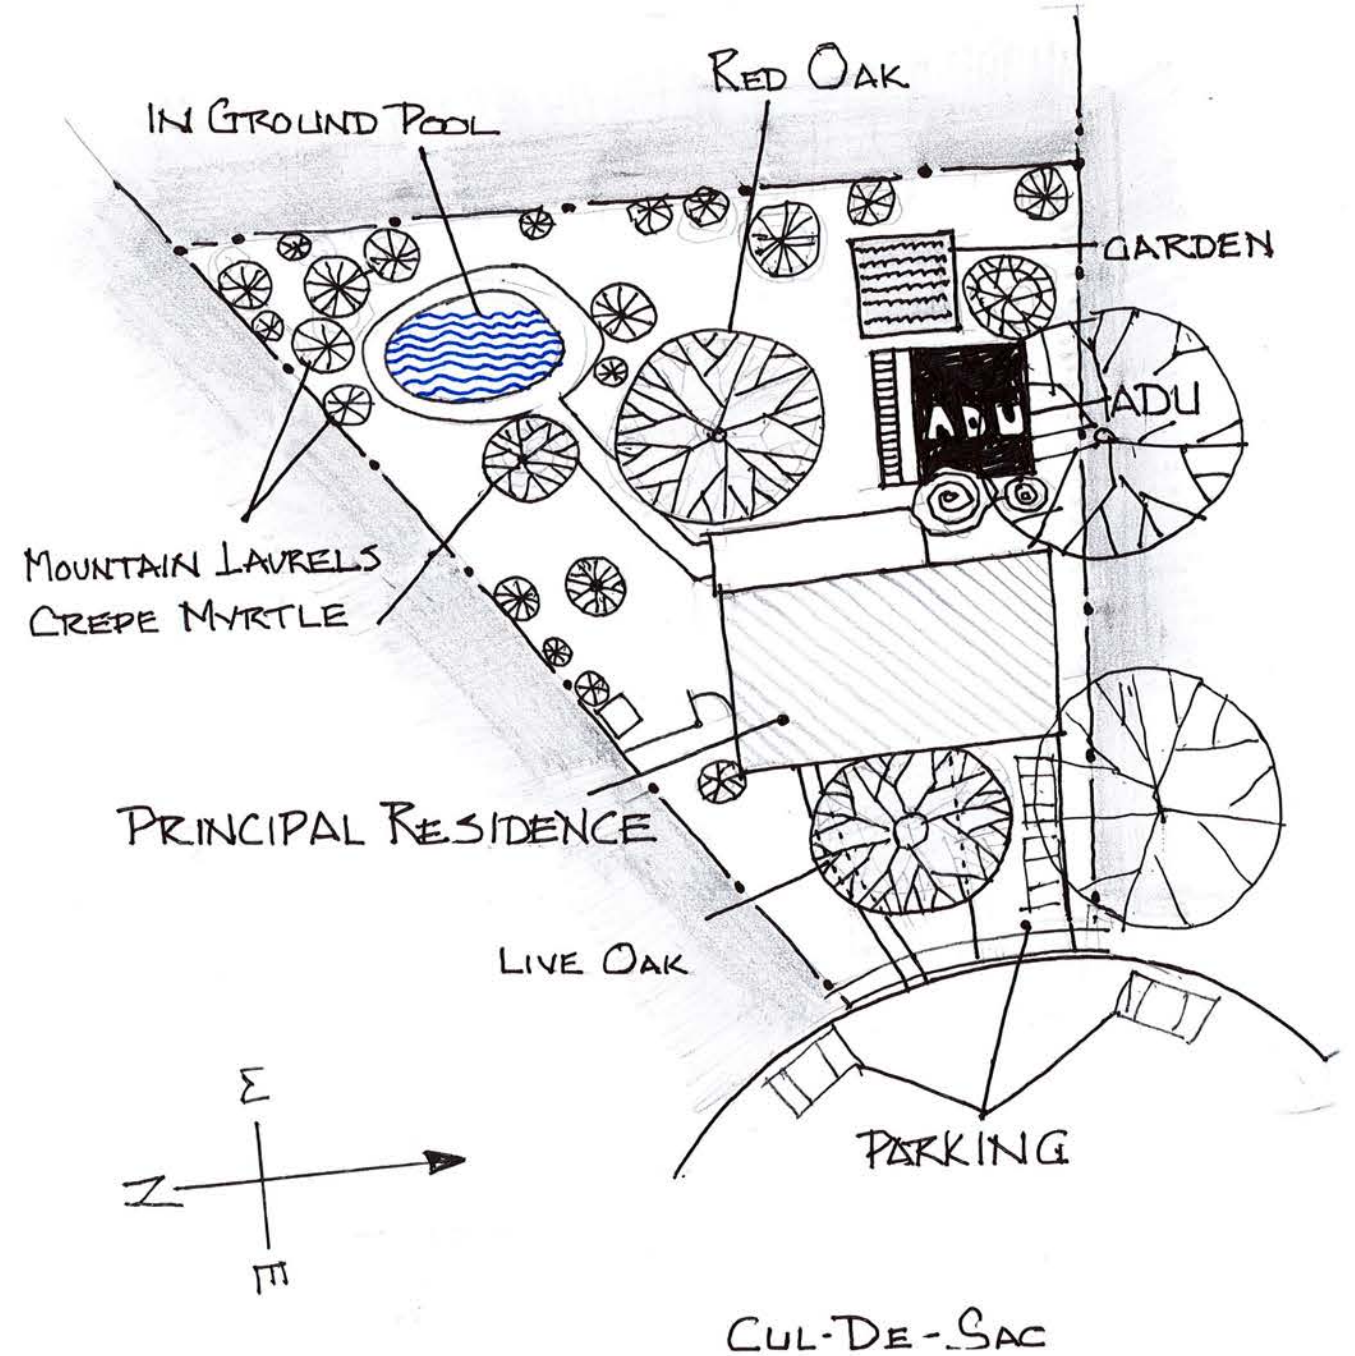 RED OAK
IN GROUND POOL
GARDEN
ADU
ADU
MOUNTAIN LAURELS
CREPE MYRTLE
PRINCIPAL RESIDENCE
LIVE OAK
W
N
E
PARKING
CUL-DE-SAC